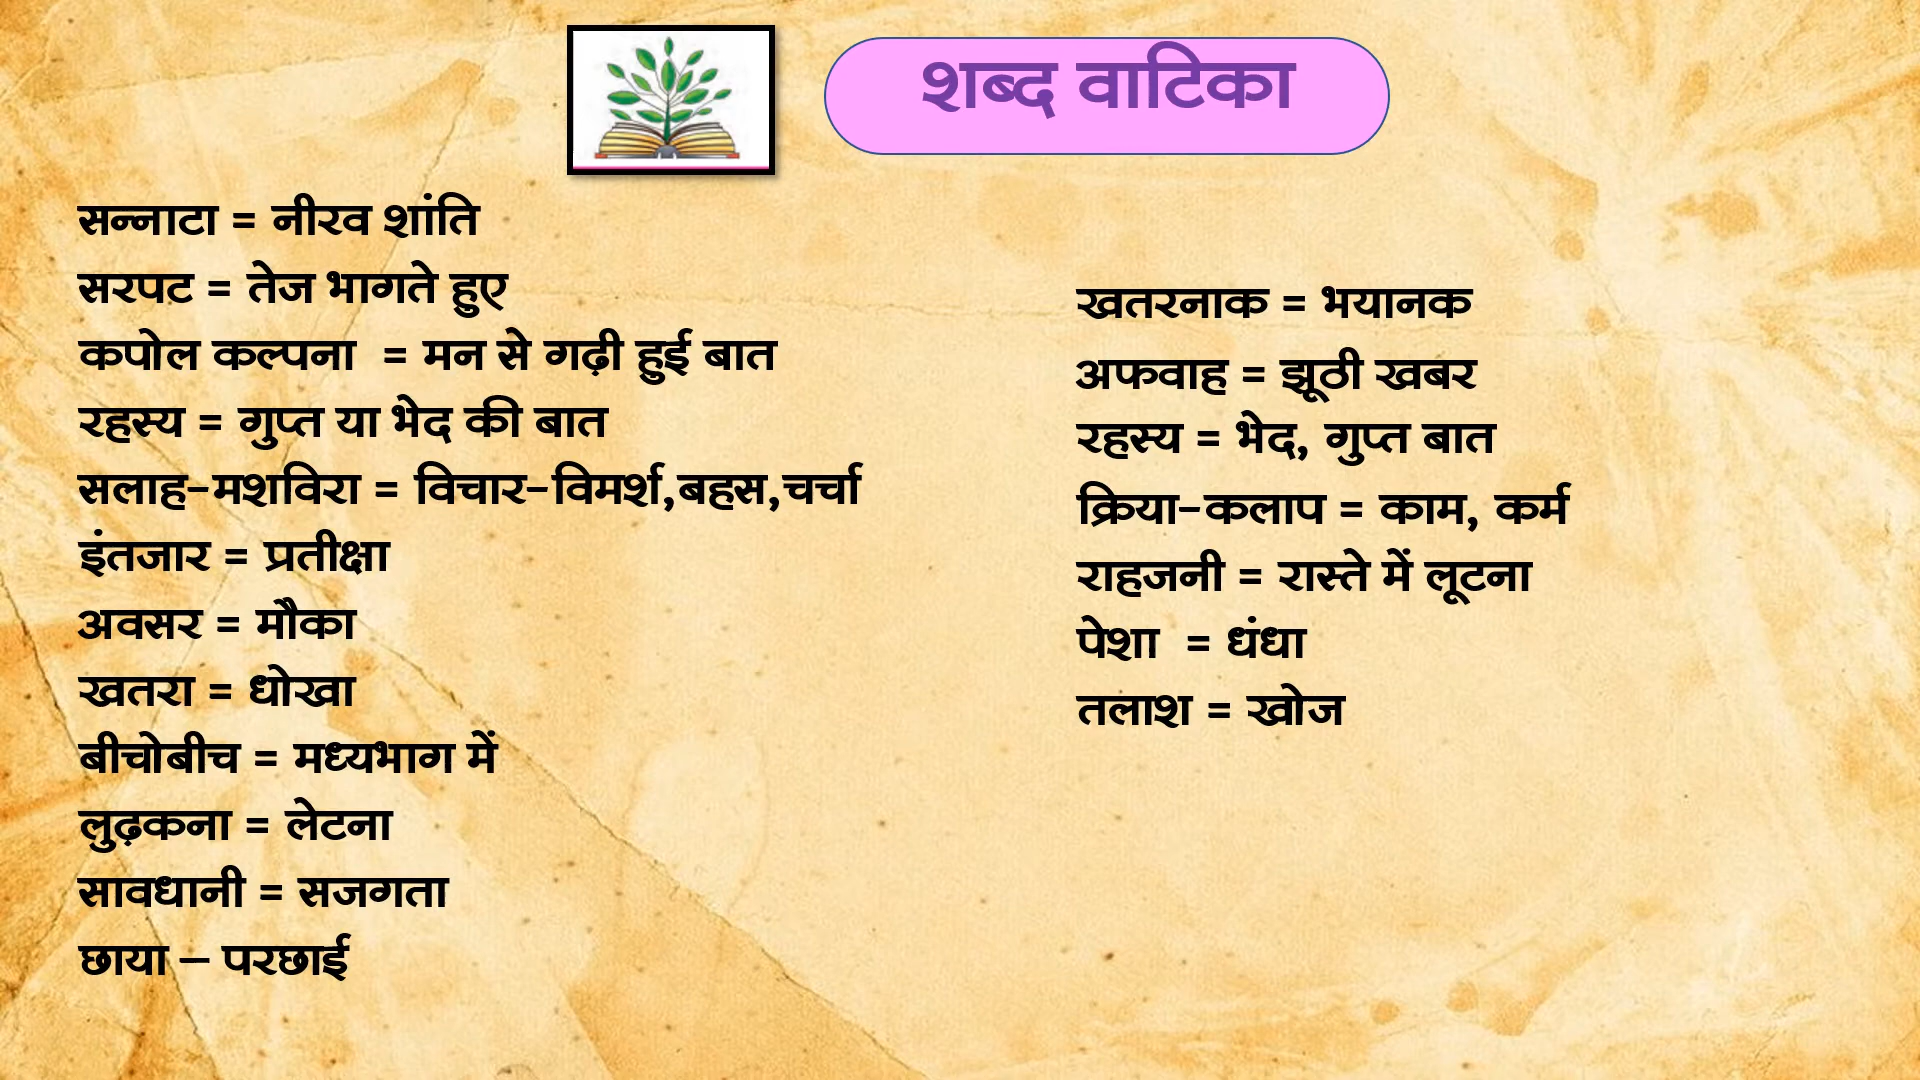 शब्द वाटिका
सन्नाटा = नीरव शांति
सरपट = तेज भागते हुए
कपोल कल्पना = मन से गढ़ी हुई बात
रहस्य = गुप्त या भेद की बात
सलाह-मशविरा = विचार-विमर्श,बहस,चर्चा
इंतजार = प्रतीक्षा
अवसर = मौका
खतरा = धोखा
बीचोबीच = मध्यभाग में
लुढ़कना = लेटना
सावधानी = सजगता
छाया – परछाई
खतरनाक = भयानक
अफवाह = झूठी खबर
रहस्य = भेद, गुप्त बात
क्रिया-कलाप = काम, कर्म
राहजनी = रास्ते में लूटना
पेशा = धंधा
तलाश = खोज